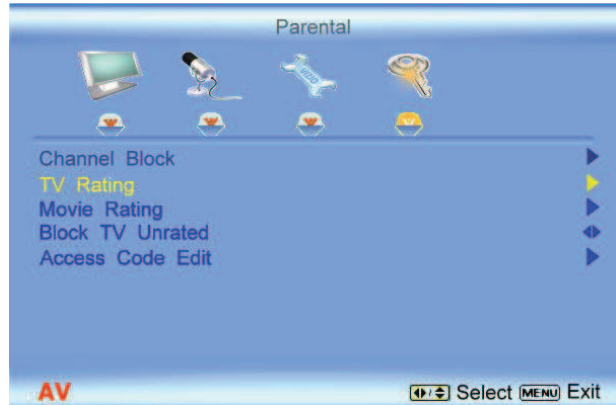 Parental
Channel Block
TV Rating
Movie Rating
Block TV Unrated
Access Code Edit
AV
Select MENU Exit